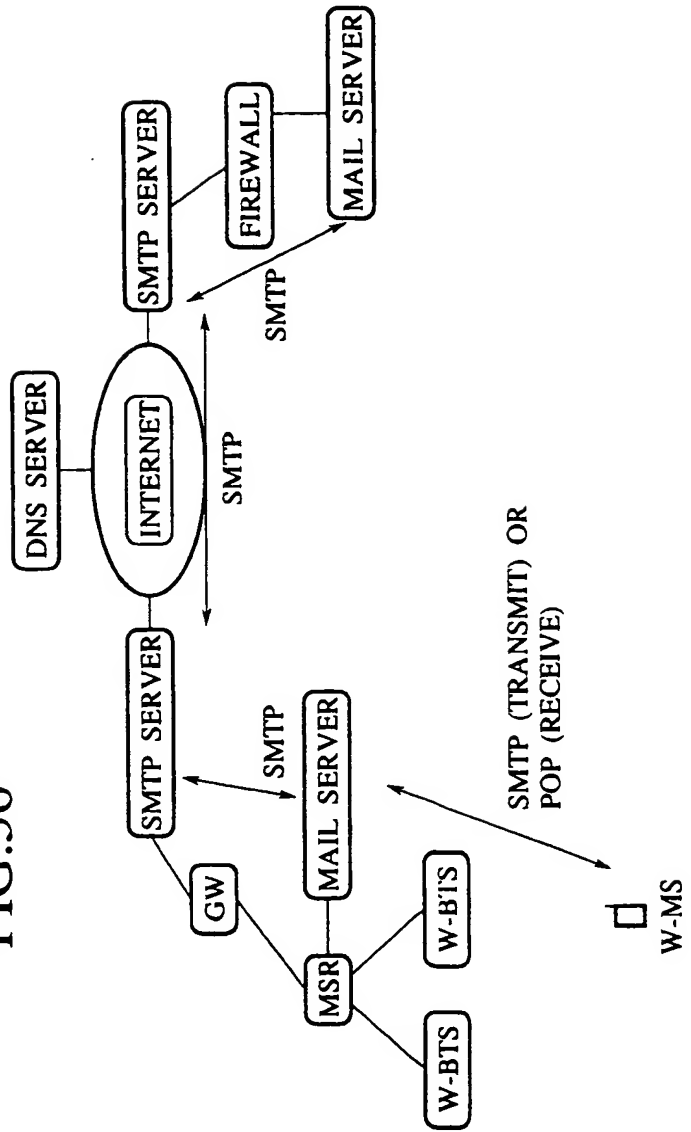 DNS SERVER
SMTP SERVER
INTERNET
SMTP SERVER
GW
SMTP
FIREWALL
SMTP
SMTP
MSR
MAIL SERVER
MAIL SERVER
W-BTS
W-BTS
SMTP (TRANSMIT) OR
POP (RECEIVE)
W-MS